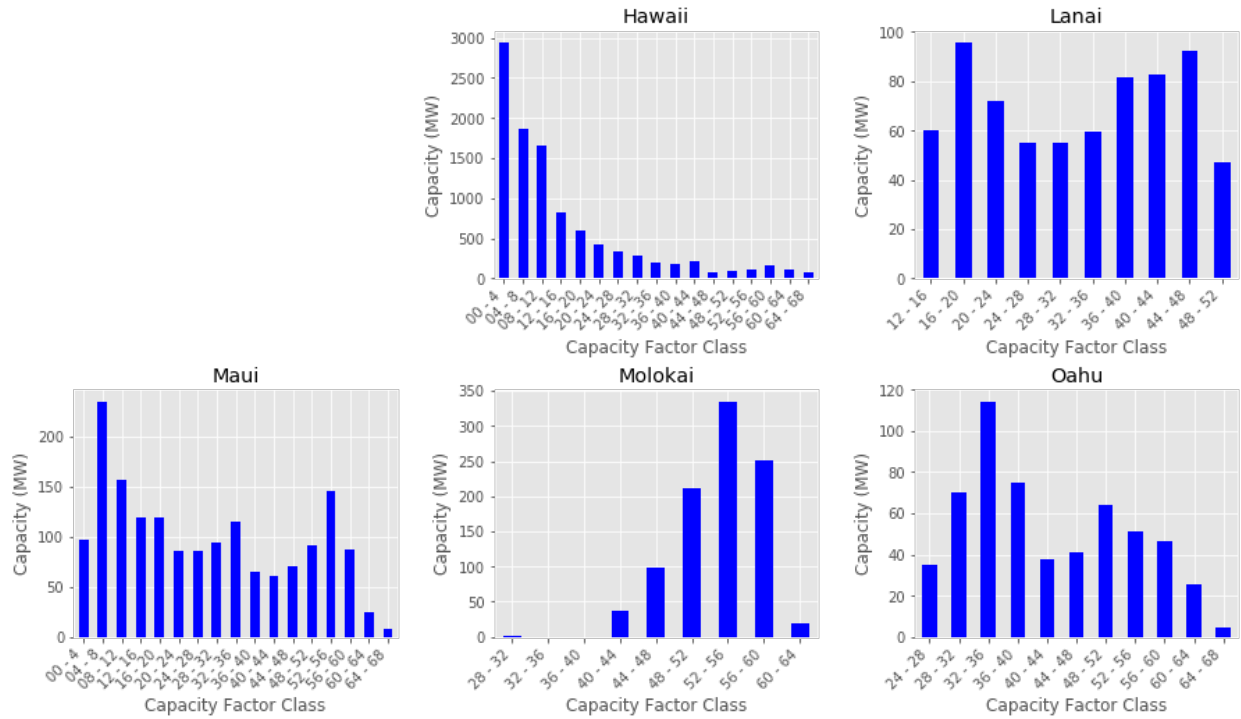 Hawaii
Capacity (MW)
3000
2500
2000
1500
1000
500
0
00 - 4
04 - 8
08 - 12
12 - 16
16 - 20
20 - 24
24 - 28
28 - 32
32 - 36
36 - 40
40 - 44
44 - 48
48 - 52
52 - 56
56 - 60
60 - 64
64 - 68
Capacity Factor Class
Lanai
Capacity (MW)
100
80
60
40
20
0
12 - 16
16 - 20
20 - 24
24 - 28
28 - 32
32 - 36
36 - 40
40 - 44
44 - 48
48 - 52
Capacity Factor Class
Maui
Capacity (MW)
200
150
100
50
0
00 - 4
04 - 8
08 - 12
12 - 16
16 - 20
20 - 24
24 - 28
28 - 32
32 - 36
36 - 40
40 - 44
44 - 48
48 - 52
52 - 56
56 - 60
60 - 64
64 - 68
Capacity Factor Class
Molokai
Capacity (MW)
350
300
250
200
150
100
50
0
28 - 32
32 - 36
36 - 40
40 - 44
44 - 48
48 - 52
52 - 56
56 - 60
60 - 64
Capacity Factor Class
Oahu
Capacity (MW)
120
100
80
60
40
20
0
24 - 28
28 - 32
32 - 36
36 - 40
40 - 44
44 - 48
48 - 52
52 - 56
56 - 60
60 - 64
64 - 68
Capacity Factor Class